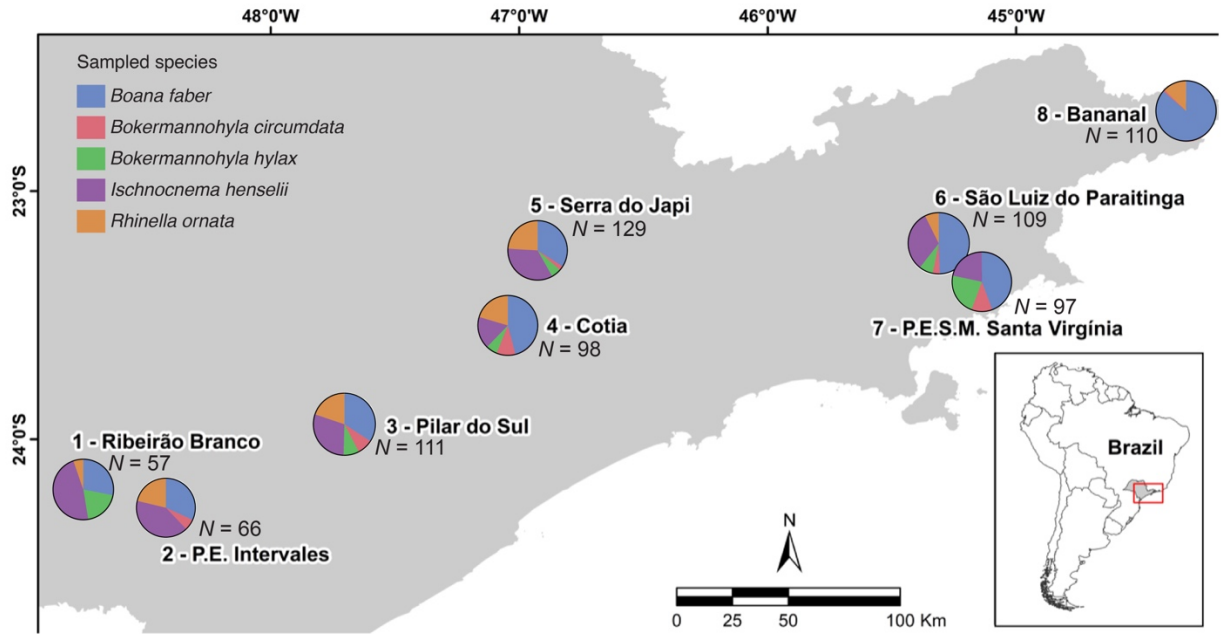 48°0'W
47°0'W
46°0'W
45°0'W
23°0'S
24°0'S
Sampled species
Boana faber
Bokermannohyla circumdata
Bokermannohyla hylax
Ischnocnema henselii
Rhinella ornata
8 - Bananal
N = 110
6 - São Luiz do Paraitinga
N = 109
5 - Serra do Japi
N = 129
N = 97
7 - P.E.S.M. Santa Virgínia
4 - Cotia
N = 98
3 - Pilar do Sul
N = 111
1 - Ribeirão Branco
N = 57
N = 66
2 - P.E. Intervales
N
0 25 50 100 Km
Brazil